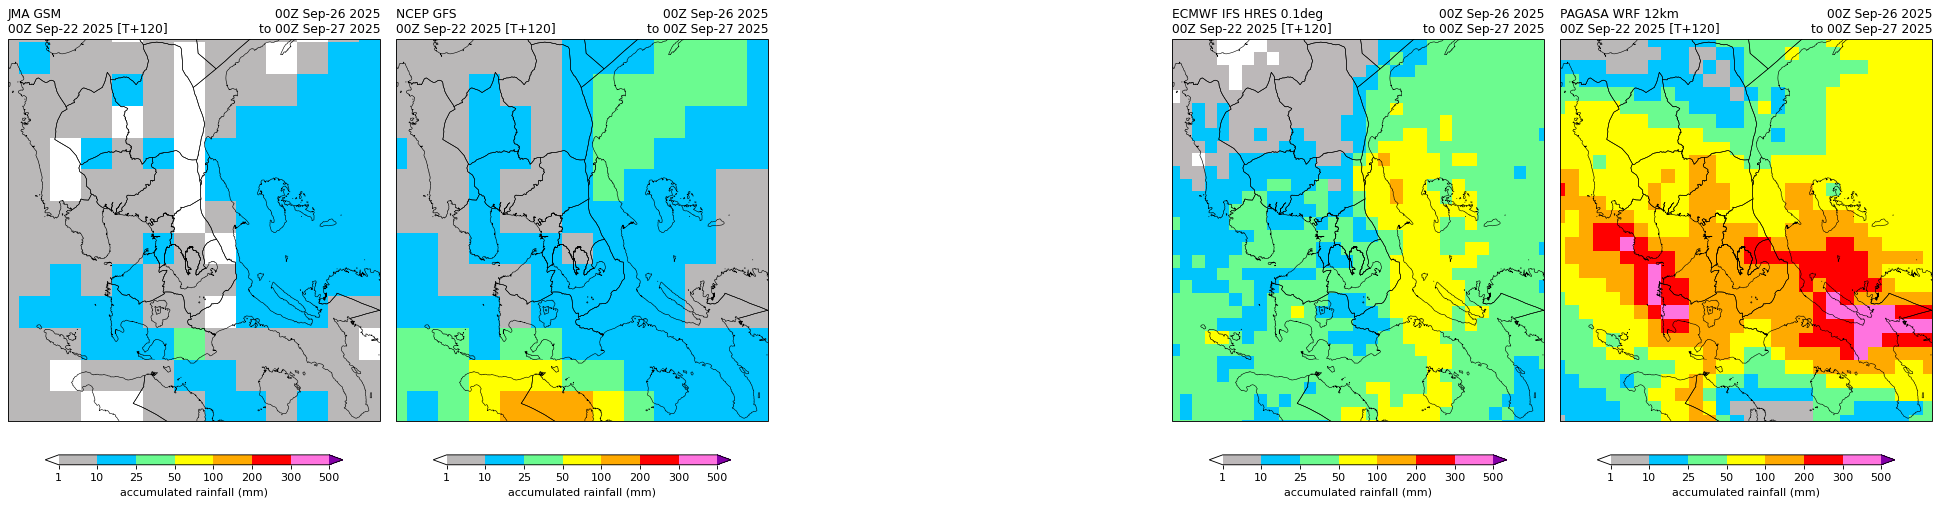 JMA GSM 00Z Sep-26 2025
00Z Sep-22 2025 [T+120] to 00Z Sep-27 2025
1 10 25 50 100 200 300 500
accumulated rainfall (mm)
NCEP GFS 00Z Sep-26 2025
00Z Sep-22 2025 [T+120] to 00Z Sep-27 2025
1 10 25 50 100 200 300 500
accumulated rainfall (mm)
ECMWF IFS HRES 0.1deg 00Z Sep-26 2025
00Z Sep-22 2025 [T+120] to 00Z Sep-27 2025
1 10 25 50 100 200 300 500
accumulated rainfall (mm)
PAGASA WRF 12km 00Z Sep-26 2025
00Z Sep-22 2025 [T+120] to 00Z Sep-27 2025
1 10 25 50 100 200 300 500
accumulated rainfall (mm)